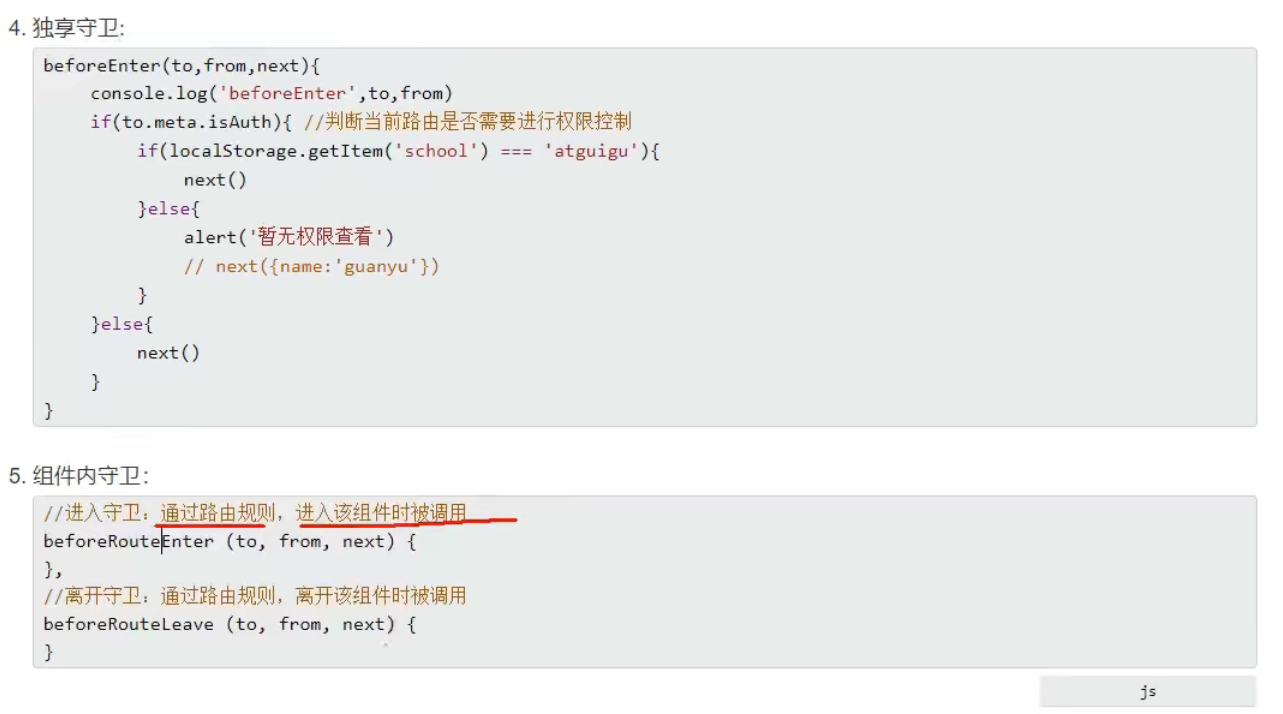 4. 独享守卫:
beforeEnter(to,from,next){
console.log('beforeEnter',to,from)
if(to.meta.isAuth){ //判断当前路由是否需要进行权限控制
if(localStorage.getItem('school') === 'atguigu'){
next()
}else{
alert('暂无权限查看')
// next({name:'guanyu'})
}
}else{
next()
}
}
5. 组件内守卫：
//进入守卫：通过路由规则，进入该组件时被调用
beforeRouteEnter (to, from, next) {
},
//离开守卫：通过路由规则，离开该组件时被调用
beforeRouteLeave (to, from, next) {
}
js